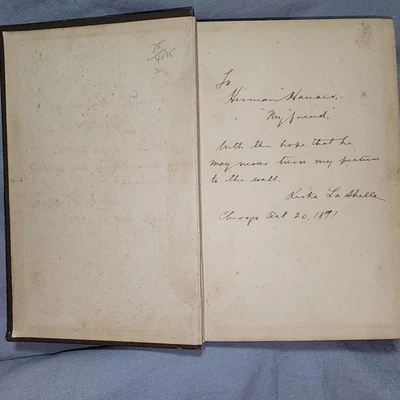 To
Herman Hauser,
"My friend,"
With the hope that he
may never turn my picture
to the wall.
Kirke La Shelle
Chicago Oct 20, 1891
75